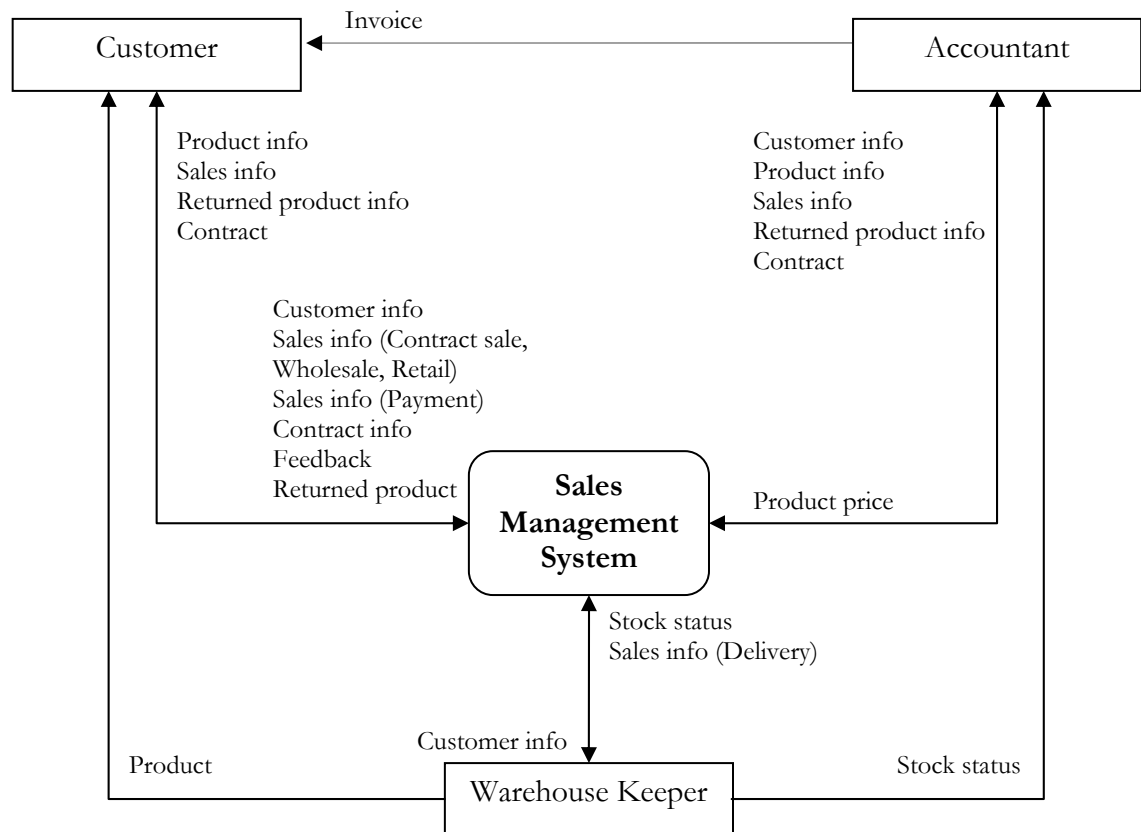 Invoice
Customer
Accountant
Product info
Sales info
Returned product info
Contract
Customer info
Product info
Sales info
Returned product info
Contract
Customer info
Sales info (Contract sale,
Wholesale, Retail)
Sales info (Payment)
Contract info
Feedback
Returned product
Sales
Management
System
Product price
Stock status
Sales info (Delivery)
Customer info
Product
Stock status
Warehouse Keeper